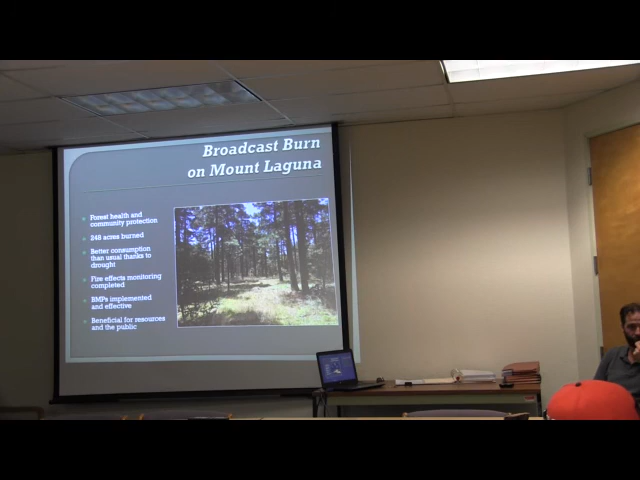 Broadcast Burn
on Mount Laguna
Forest health and
community protection
248 acres burned
Better consumption
than usual thanks to
drought
Fire effects monitoring
completed
BMPs implemented
and effective
Beneficial for resources
and the public